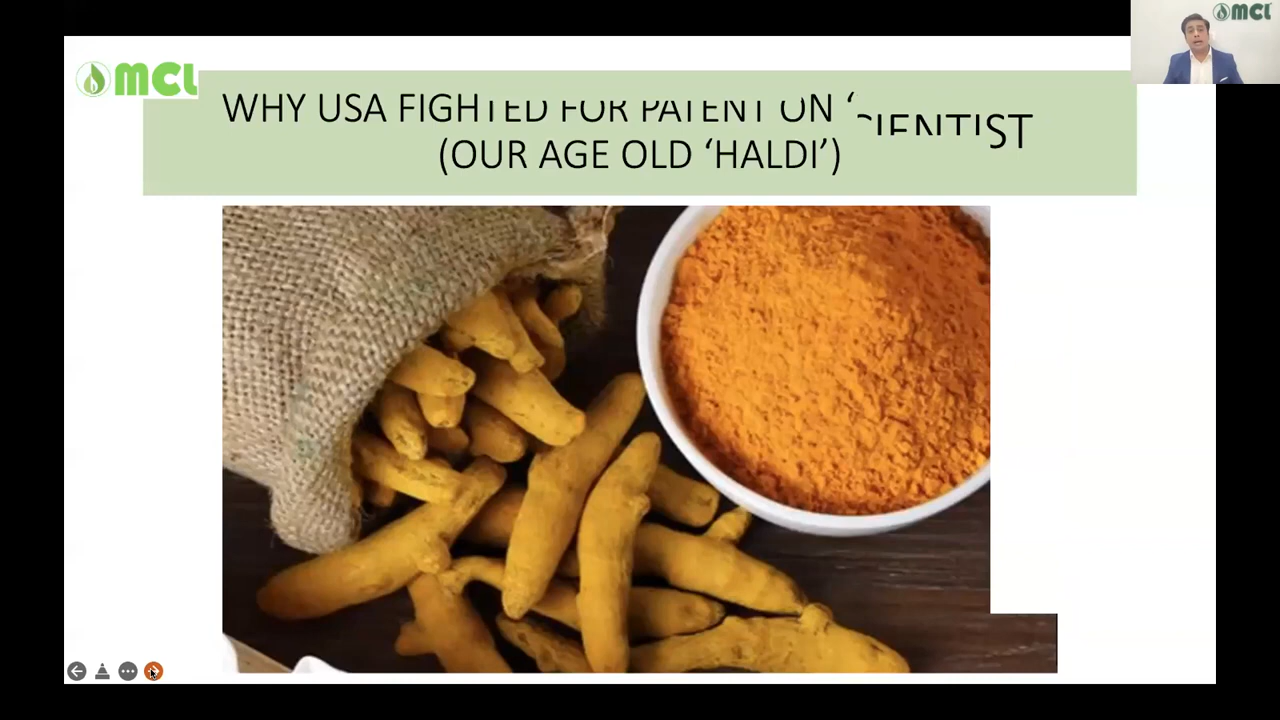 MCL
MCL
WHY USA FIGHTED FOR PATENT ON ‘
(OUR AGE OLD ‘HALDI’)